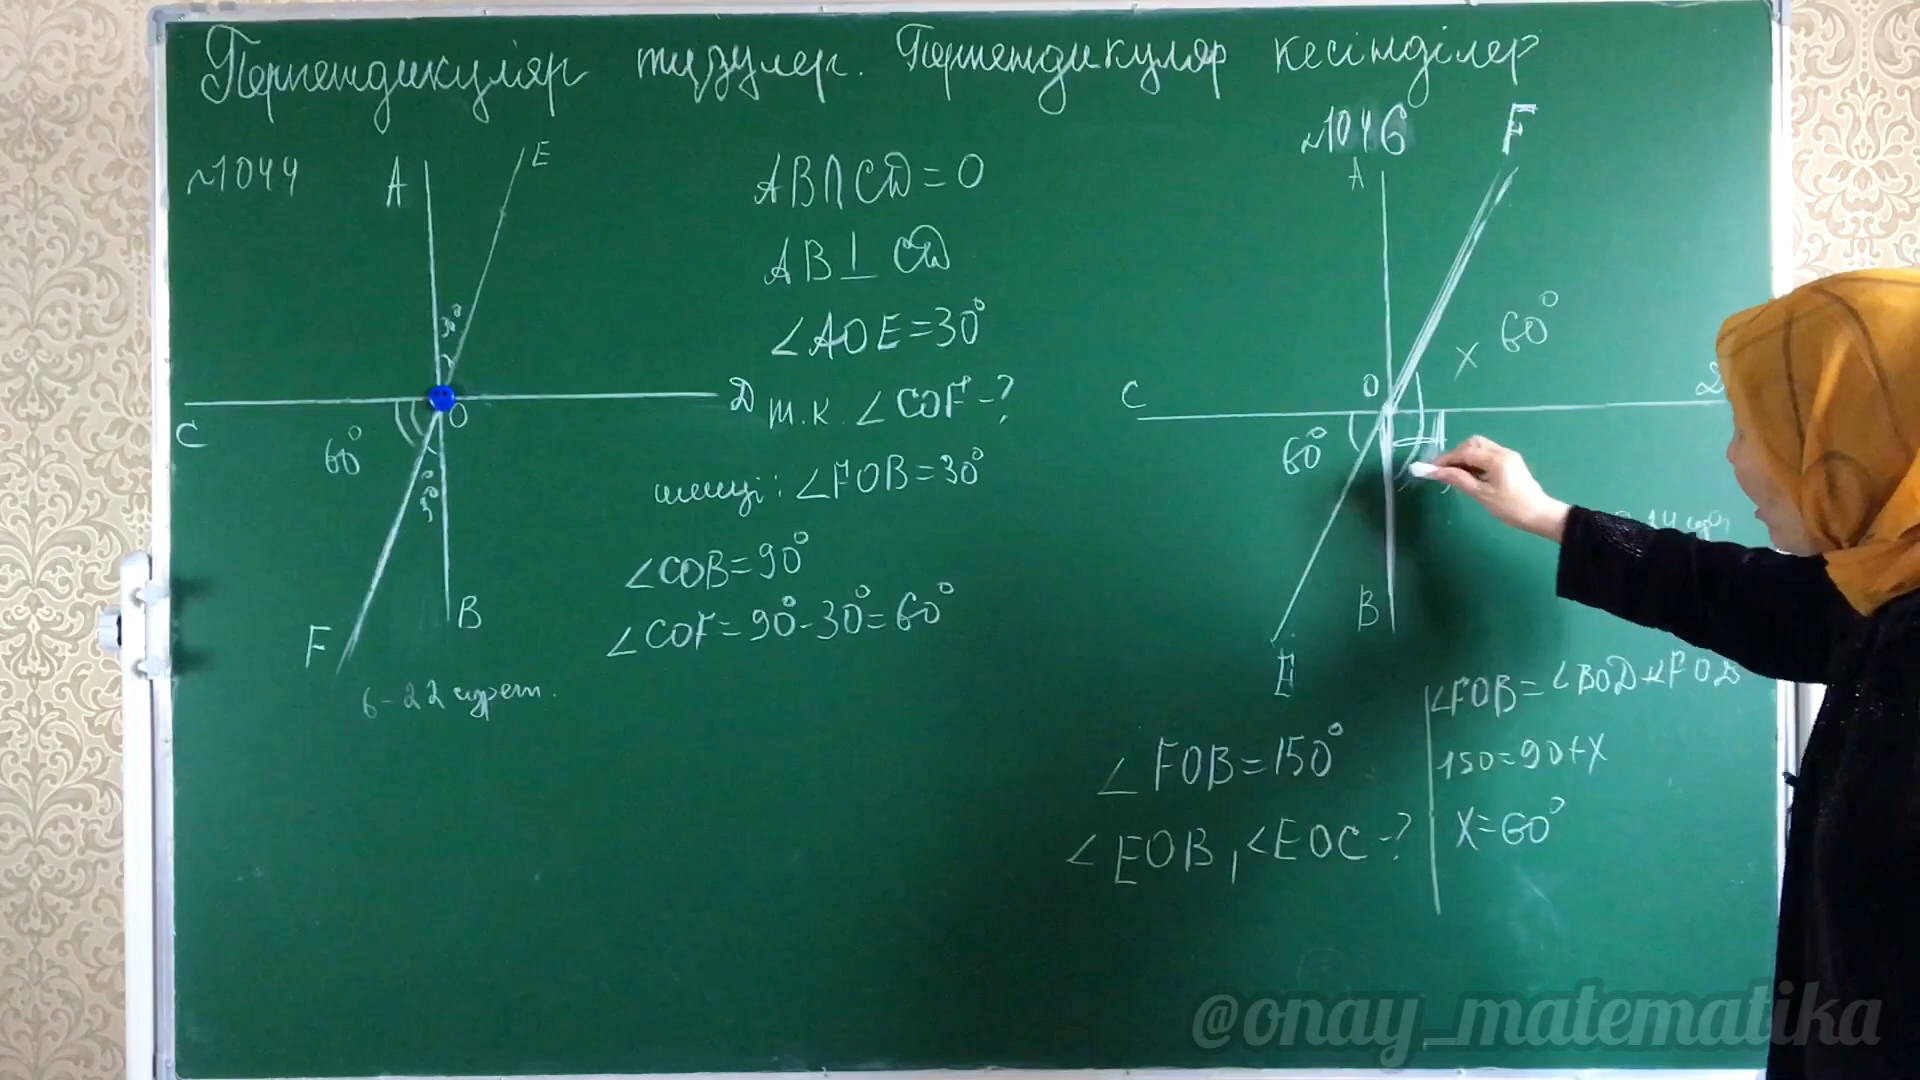 Перпендикуляр түзулер. Перпендикуляр кесінділер
№1044
A
E
30°
C
O
D
60°
30°
F
B
6-22 сурет.
AB∩CD=O
AB⊥CD
∠AOE=30°
т.к. ∠COF-?
шешуі: ∠FOB=30°
∠COB=90°
∠COF=90°-30°=60°
№1046
A
F
x 60°
C
O
D
60°
B
E
∠FOB=150°
∠EOB, ∠EOC-?
∠FOB=∠BOD+∠FOD
150=90+x
x=60°
@onay_matematika